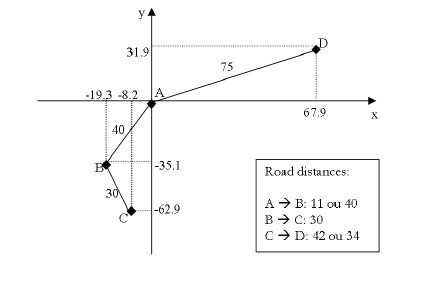 y
31.9
D
75
-19.3 -8.2
A
67.9
x
40
B
-35.1
30
C
-62.9
Road distances:
A → B: 11 ou 40
B → C: 30
C → D: 42 ou 34